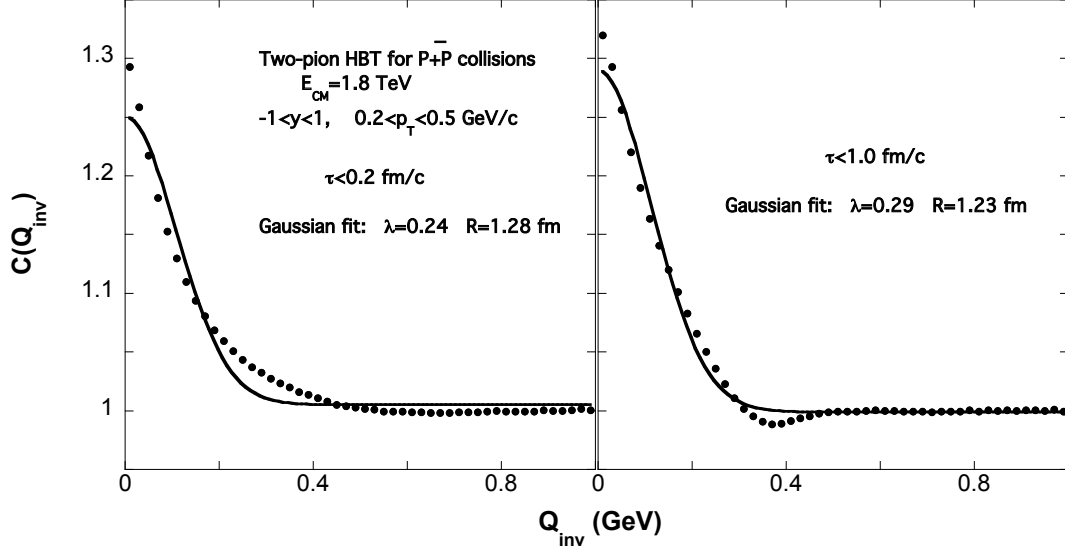 1.3
1.2
1.1
1
C(Q_inv)
Two-pion HBT for P+P̅ collisions
E_CM=1.8 TeV
-1<y<1,   0.2<p_T<0.5 GeV/c
τ<0.2 fm/c
Gaussian fit:   λ=0.24   R=1.28 fm
τ<1.0 fm/c
Gaussian fit:   λ=0.29   R=1.23 fm
0 0.4 0.8 0 0.4 0.8
Q_inv (GeV)